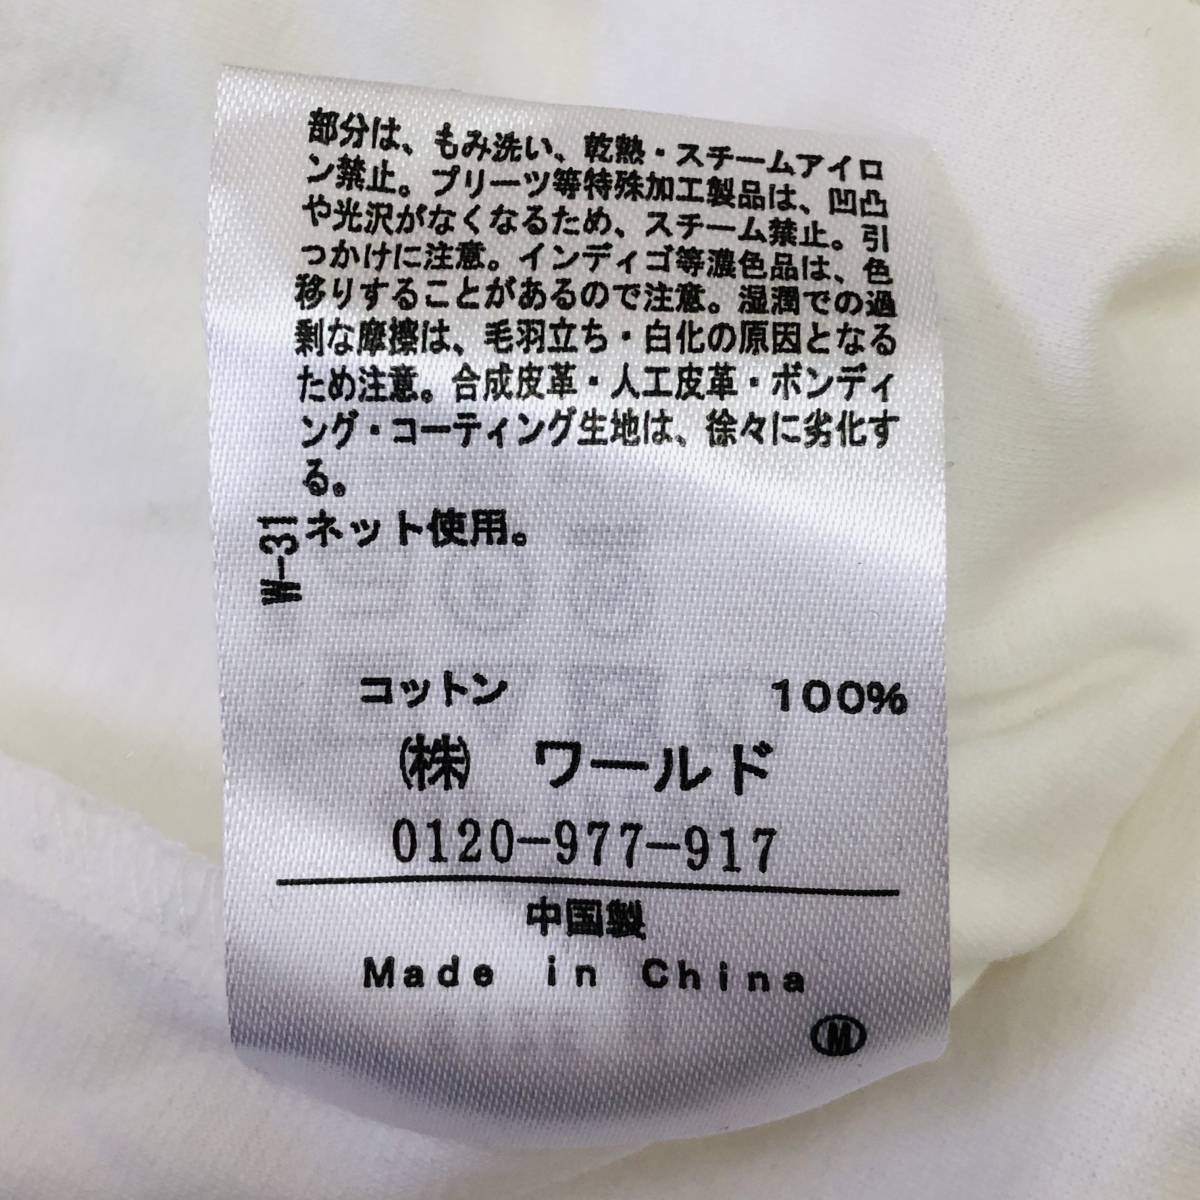 部分は、もみ洗い、乾熱・スチームアイロ
ン禁止。プリーツ等特殊加工製品は、凹凸
や光沢がなくなるため、スチーム禁止。引
っかけに注意。インディゴ等濃色品は、色
移りすることがあるので注意。湿潤での過
剰な摩擦は、毛羽立ち・白化の原因となる
ため注意。合成皮革・人工皮革・ボンディ
ング・コーティング生地は、徐々に劣化す
る。
ネット使用。
W-31
コットン 100%
㈱ ワールド
0120-977-917
中国製
Made in China
Ⓜ